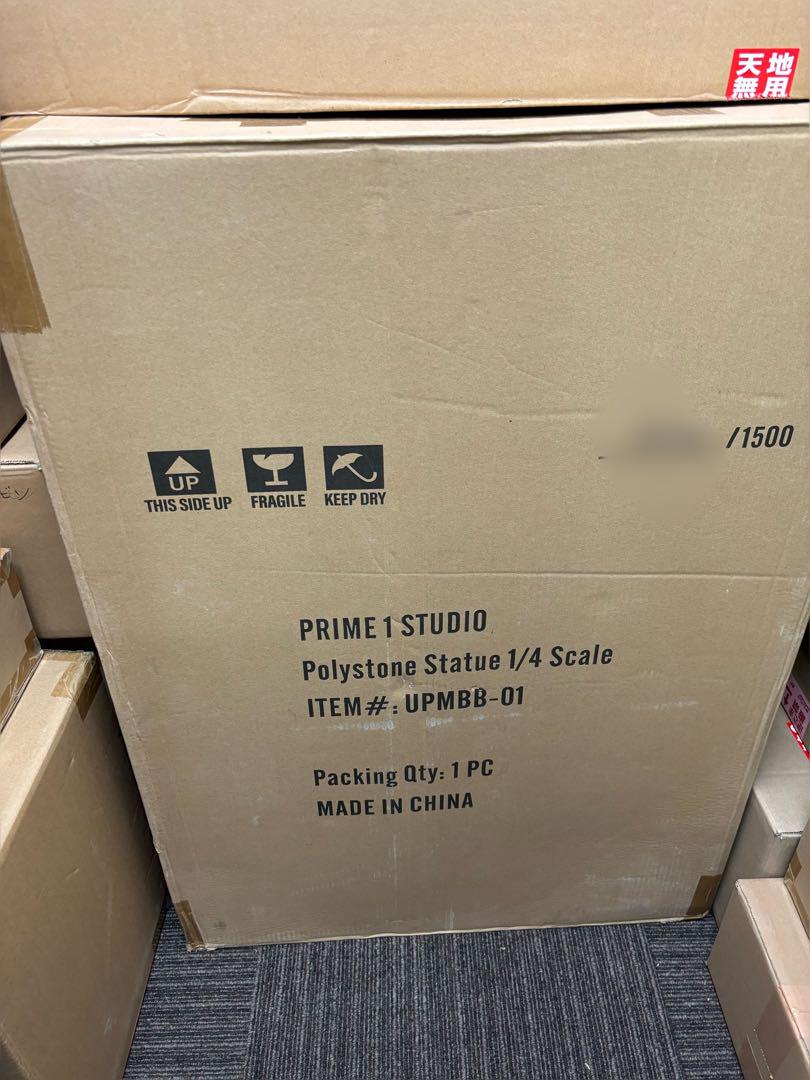 天地
無用
/1500
UP
THIS SIDE UP
FRAGILE
KEEP DRY
PRIME 1 STUDIO
Polystone Statue 1/4 Scale
ITEM#: UPMBB-01
Packing Qty: 1 PC
MADE IN CHINA